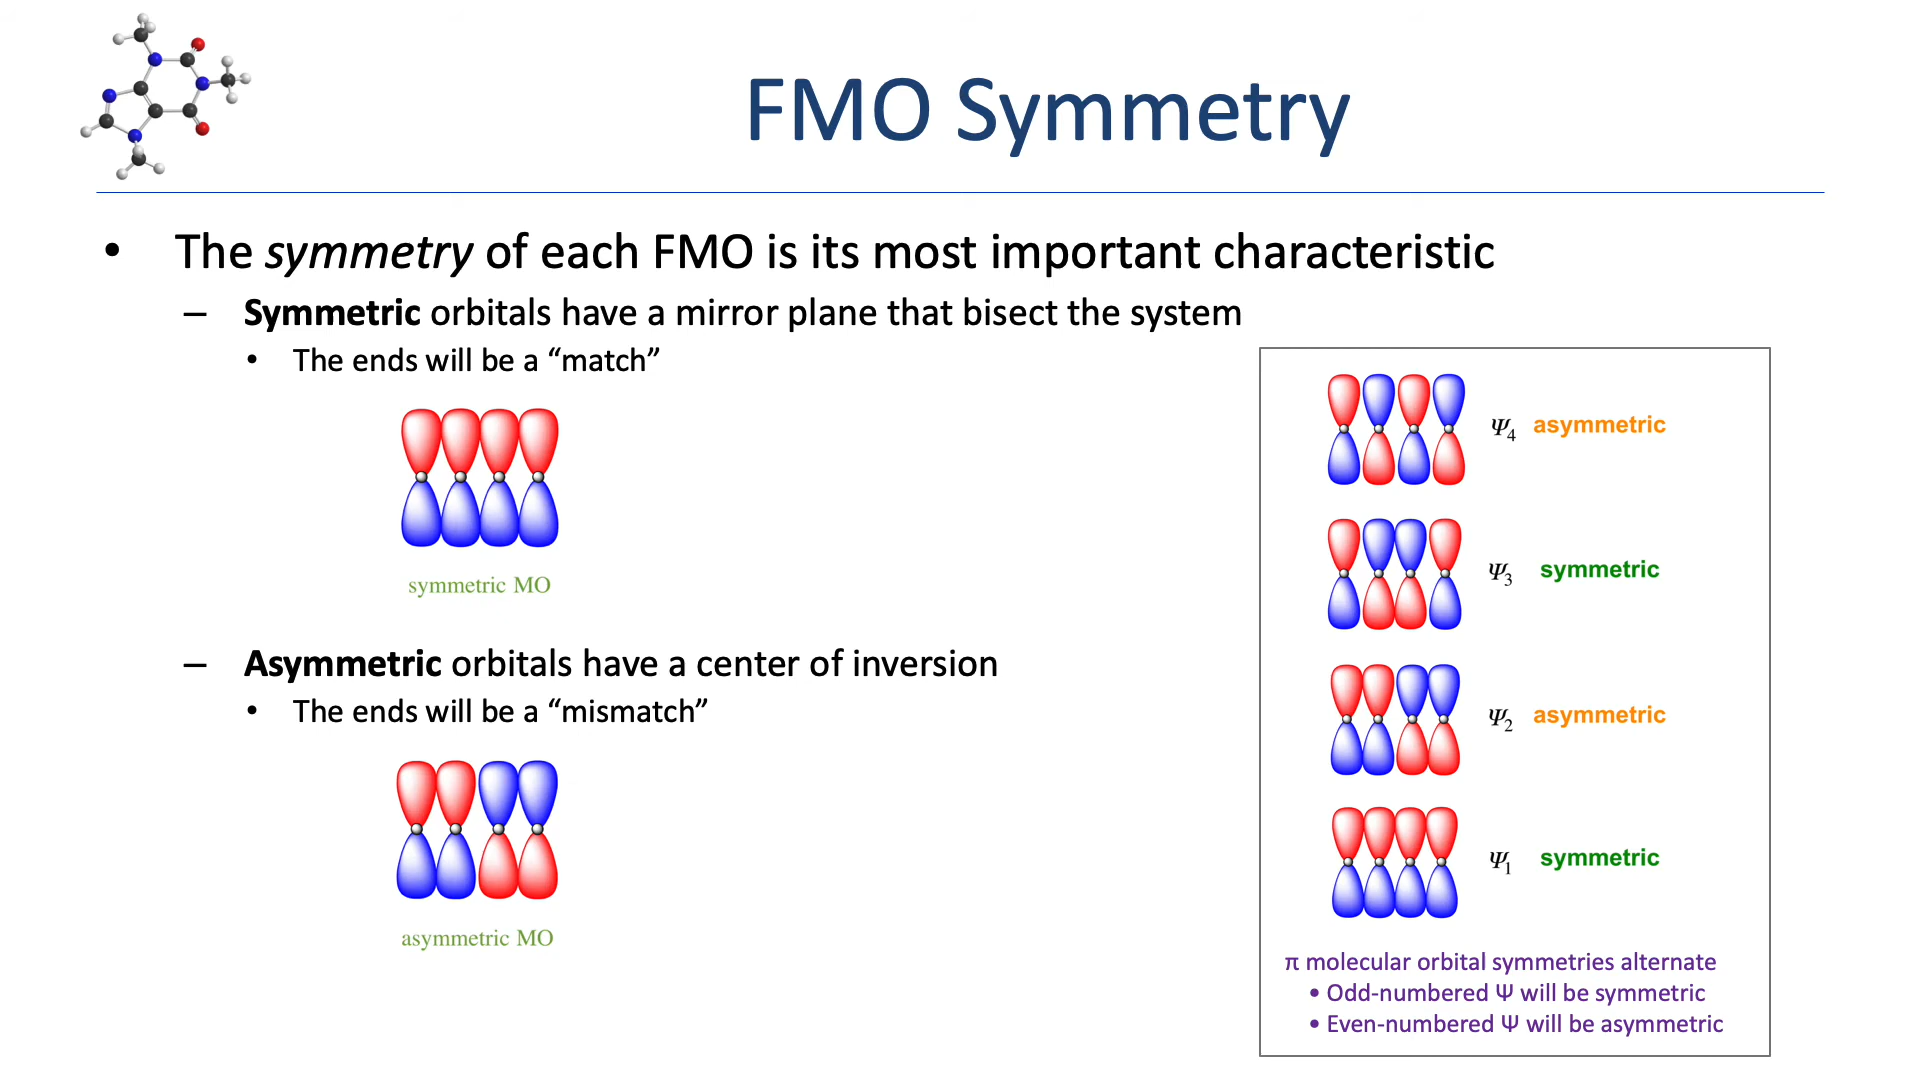 FMO Symmetry
• The symmetry of each FMO is its most important characteristic
– Symmetric orbitals have a mirror plane that bisect the system
• The ends will be a “match”
symmetric MO
– Asymmetric orbitals have a center of inversion
• The ends will be a “mismatch”
asymmetric MO
Ψ4 asymmetric
Ψ3 symmetric
Ψ2 asymmetric
Ψ1 symmetric
π molecular orbital symmetries alternate
• Odd-numbered Ψ will be symmetric
• Even-numbered Ψ will be asymmetric